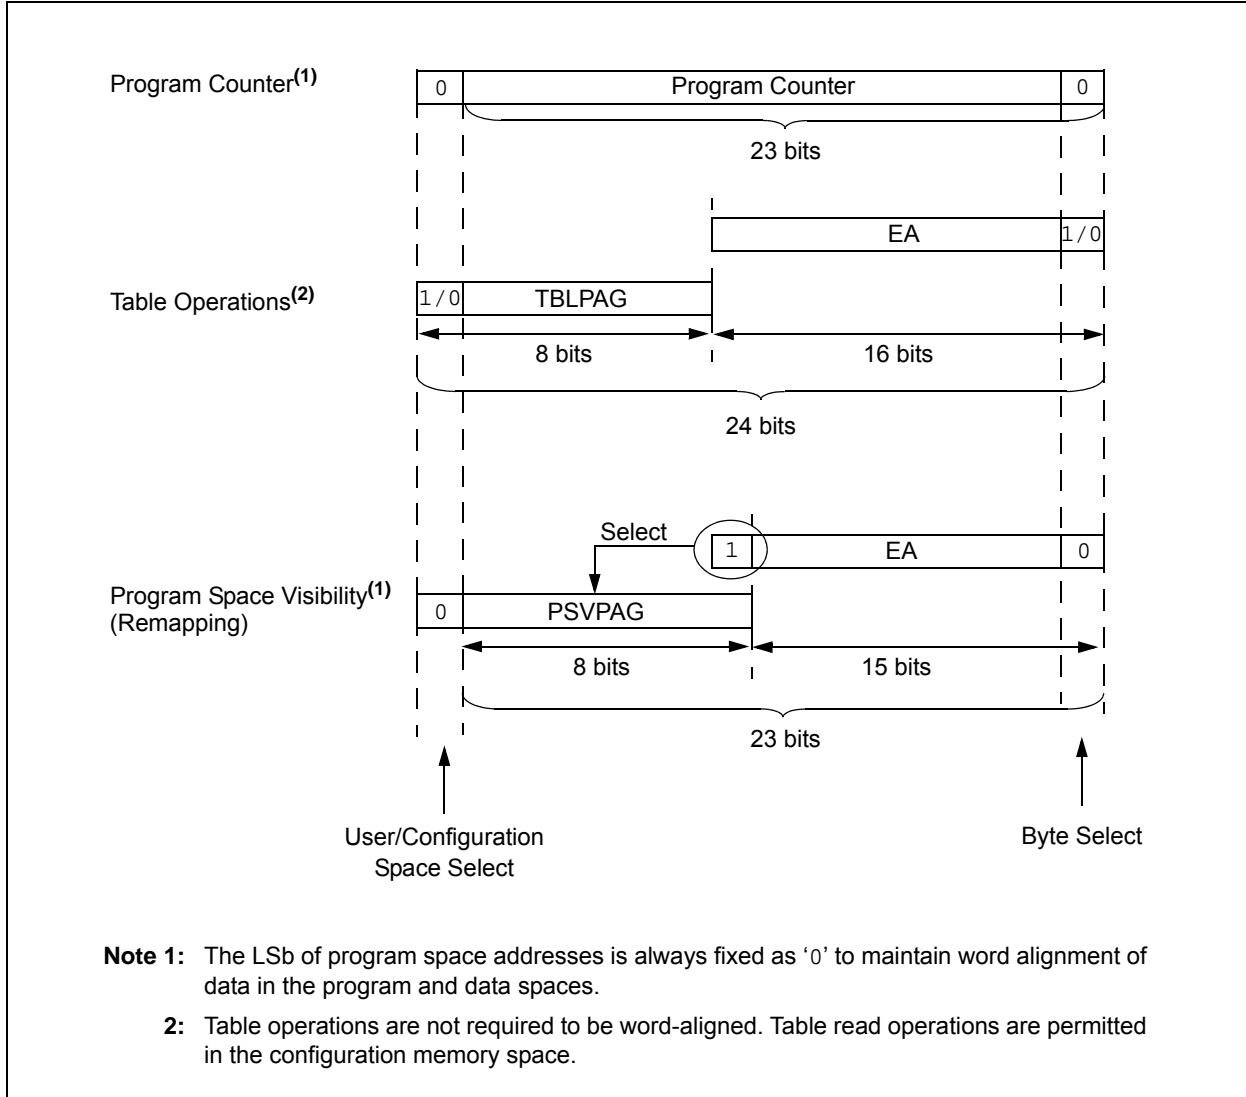 Program Counter(1)
0
Program Counter
0
23 bits
EA
1/0
Table Operations(2)
1/0
TBLPAG
8 bits
16 bits
24 bits
Select
1
EA
0
Program Space Visibility(1)
(Remapping)
0
PSVPAG
8 bits
15 bits
23 bits
User/Configuration
Space Select
Byte Select
Note 1: The LSb of program space addresses is always fixed as ‘0’ to maintain word alignment of
data in the program and data spaces.
2: Table operations are not required to be word-aligned. Table read operations are permitted
in the configuration memory space.